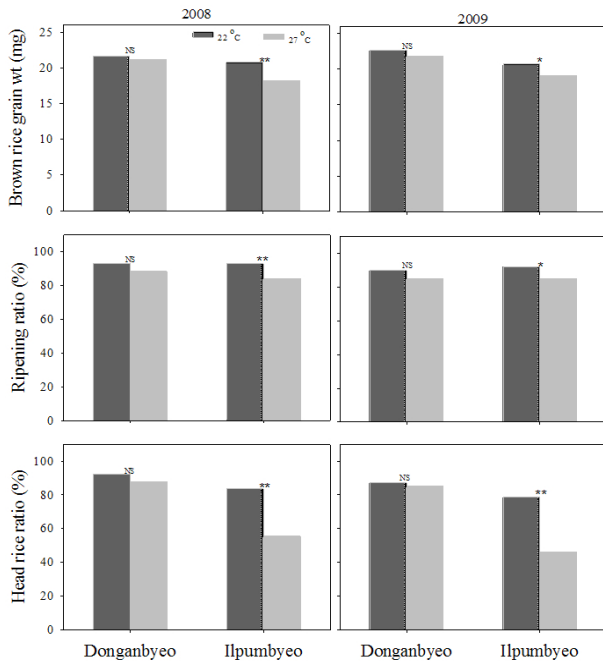 2008
2009
22 °C
27 °C
Brown rice grain wt (mg)
25
20
15
10
5
0
NS
**
NS
*
Ripening ratio (%)
100
80
60
40
20
0
NS
**
NS
*
Head rice ratio (%)
100
80
60
40
20
0
NS
**
NS
**
Donganbyeo
Ilpumbyeo
Donganbyeo
Ilpumbyeo